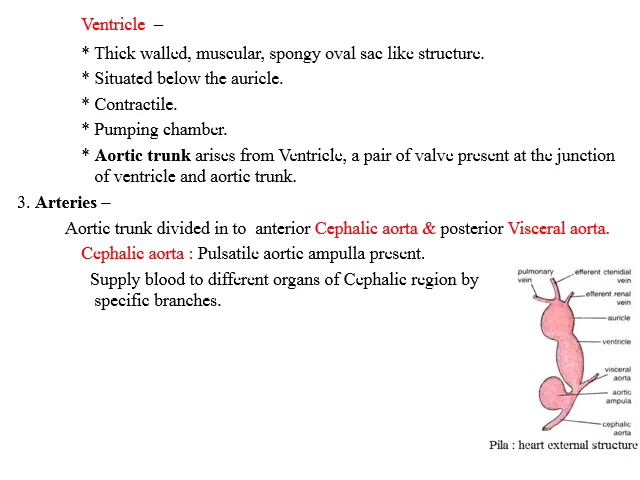 Ventricle –
* Thick walled, muscular, spongy oval sac like structure.
* Situated below the auricle.
* Contractile.
* Pumping chamber.
* Aortic trunk arises from Ventricle, a pair of valve present at the junction
of ventricle and aortic trunk.
3. Arteries –
Aortic trunk divided in to anterior Cephalic aorta & posterior Visceral aorta.
Cephalic aorta : Pulsatile aortic ampulla present.
Supply blood to different organs of Cephalic region by
specific branches.
pulmonary
vein
efferent ctenidial
vein
efferent renal
vein
auricle
ventricle
visceral
aorta
aortic
ampula
cephalic
aorta
Pila : heart external structure